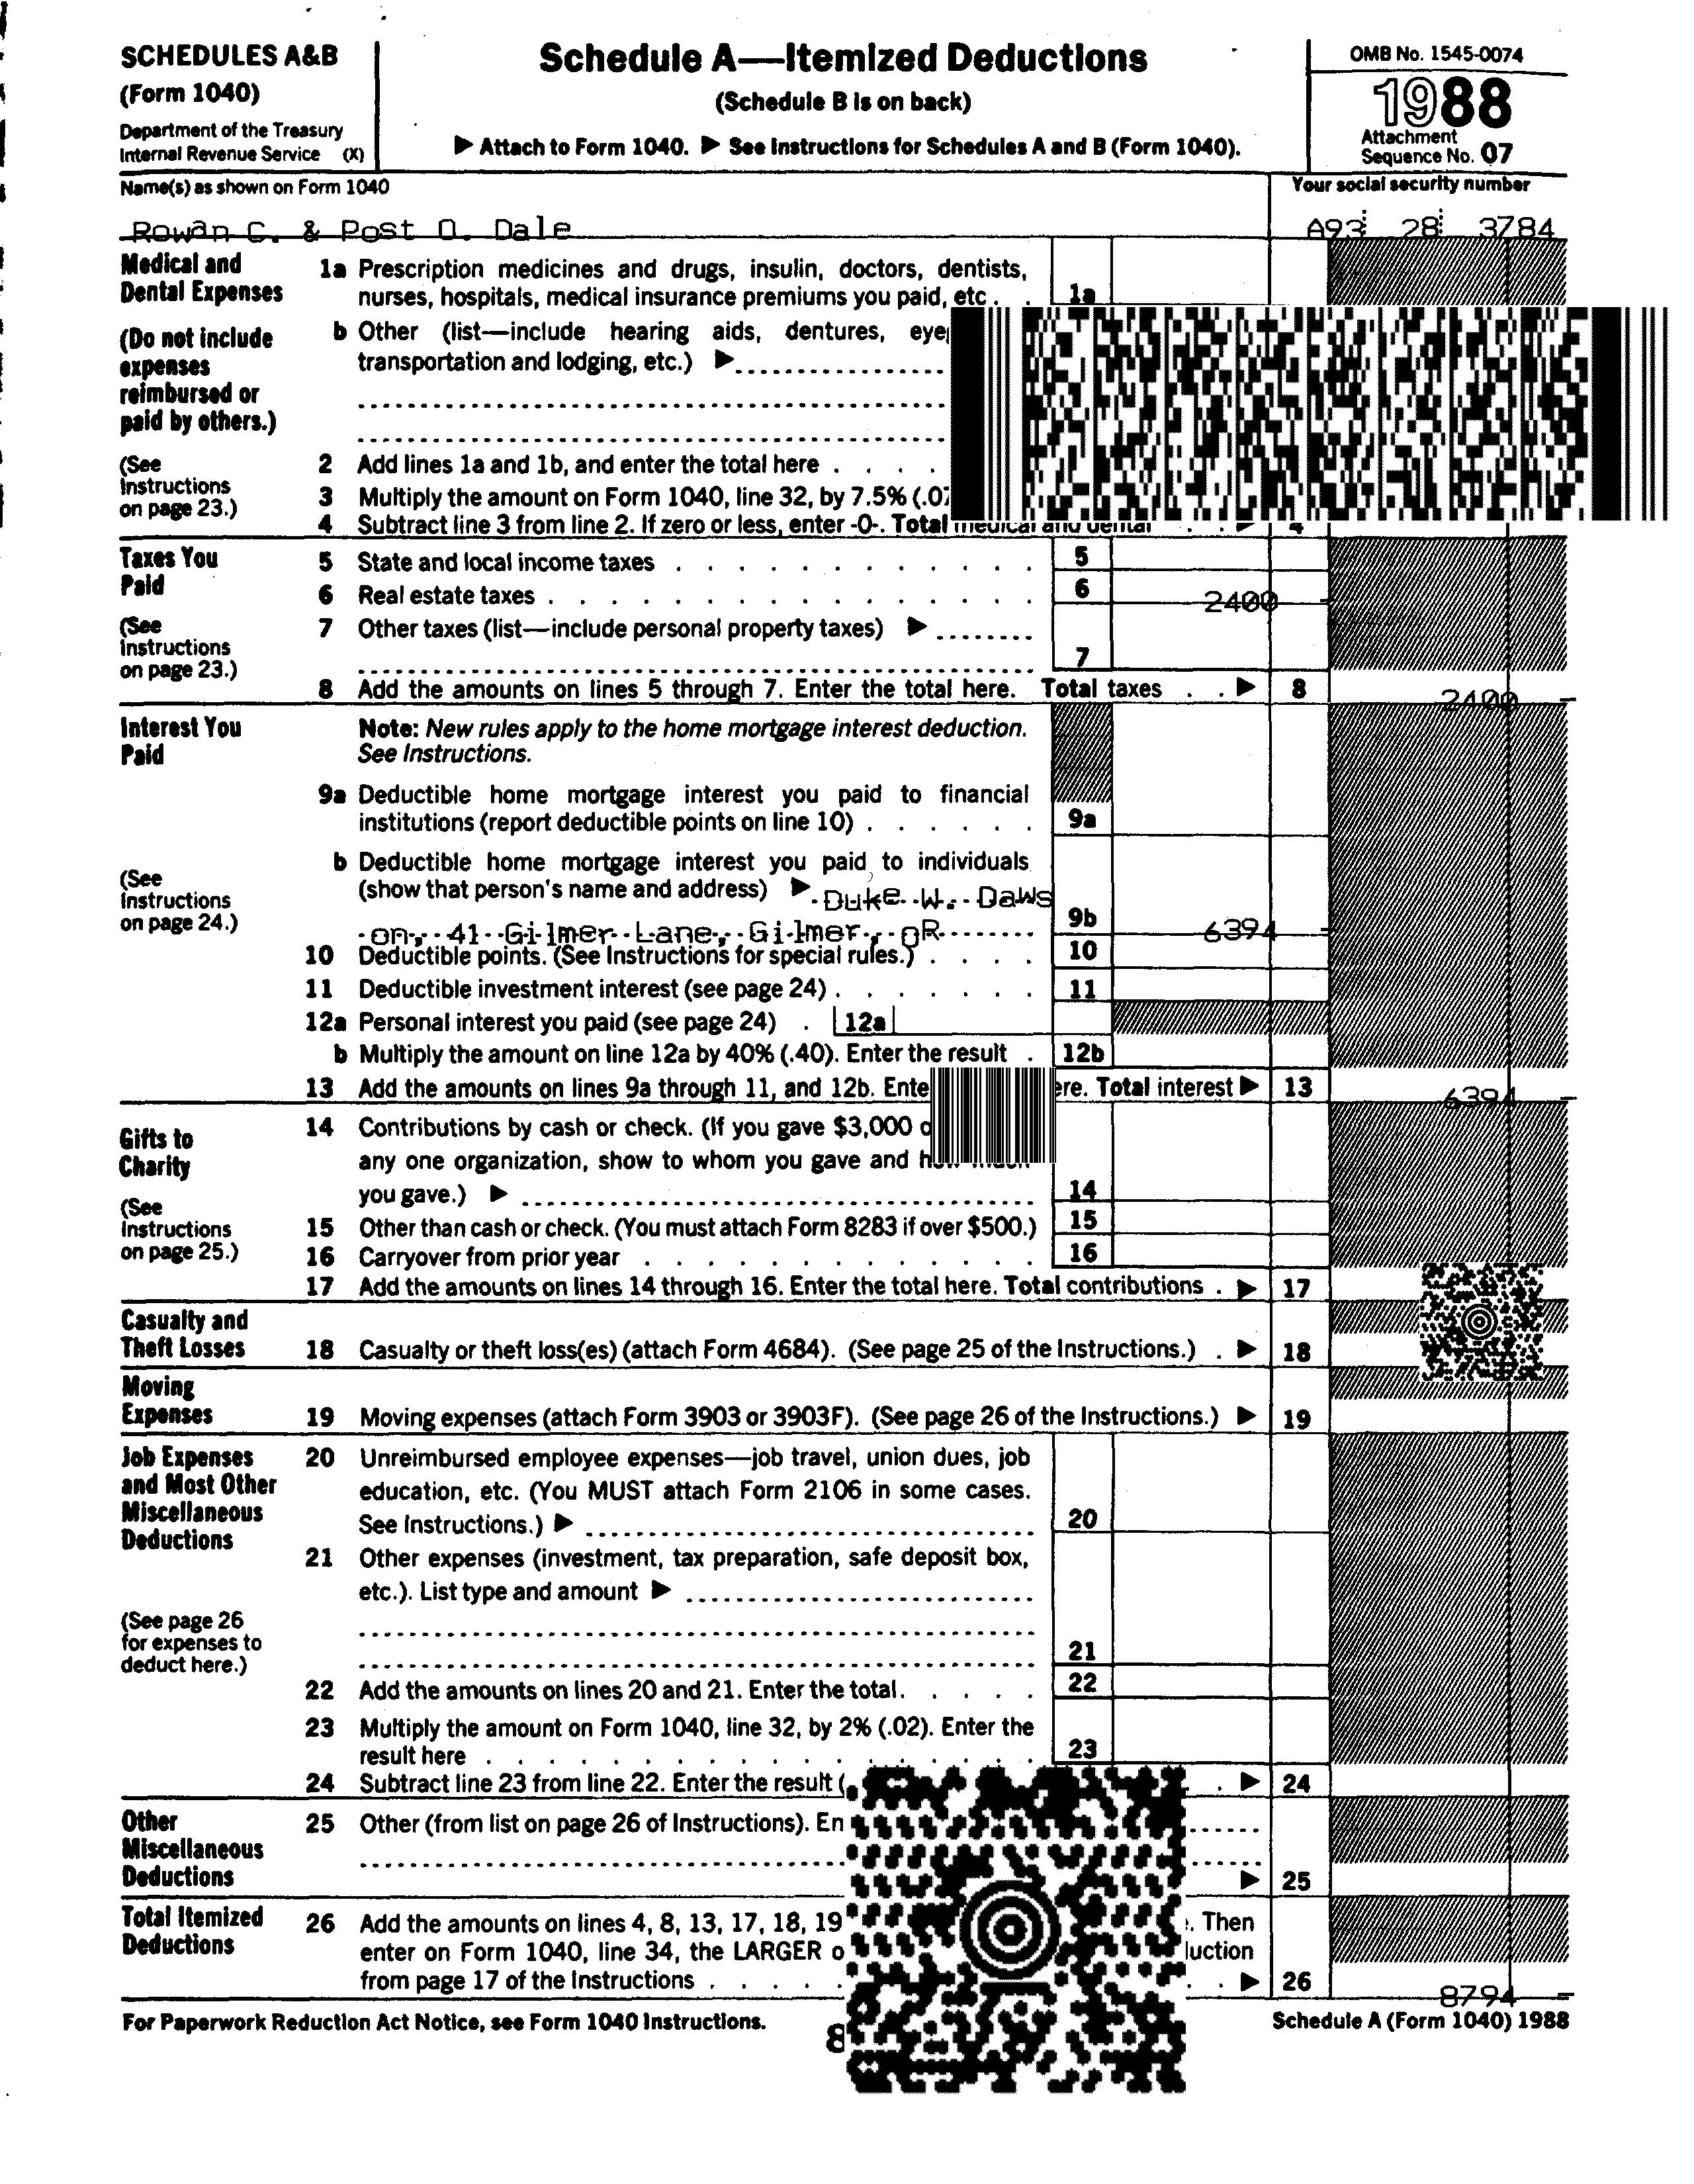 SCHEDULES A&B
(Form 1040)
Department of the Treasury
Internal Revenue Service (X)
Schedule A—Itemized Deductions
(Schedule B is on back)
▶ Attach to Form 1040. ▶ See Instructions for Schedules A and B (Form 1040).
OMB No. 1545-0074
1988
Attachment
Sequence No. 07
Name(s) as shown on Form 1040
Your social security number
Rowan C. & Post O. Dale
A93 28 3784
Medical and
Dental Expenses
(Do not include
expenses
reimbursed or
paid by others.)
(See
Instructions
on page 23.)
1a Prescription medicines and drugs, insulin, doctors, dentists,
nurses, hospitals, medical insurance premiums you paid, etc . . 1a
b Other (list—include hearing aids, dentures,
transportation and lodging, etc.) ▶
2 Add lines 1a and 1b, and enter the total here . . . .
3 Multiply the amount on Form 1040, line 32, by 7.5%
4 Subtract line 3 from line 2. If zero or less, enter -0-. Total medical and dental . . ▶ 4
Taxes You
Paid
(See
Instructions
on page 23.)
5 State and local income taxes . . . . . . . . . . . . 5
6 Real estate taxes . . . . . . . . . . . . . . . . 6 2400
7 Other taxes (list—include personal property taxes) ▶
7
8 Add the amounts on lines 5 through 7. Enter the total here. Total taxes . . ▶ 8 2400
Interest You
Paid
(See
Instructions
on page 24.)
Note: New rules apply to the home mortgage interest deduction.
See Instructions.
9a Deductible home mortgage interest you paid to financial
institutions (report deductible points on line 10) . . . . . . 9a
b Deductible home mortgage interest you paid to individuals
(show that person's name and address) ▶ Duke W. Daws
on, 41 Gilmer Lane, Gilmer, OR 9b 6394
10 Deductible points. (See Instructions for special rules.) . . . . 10
11 Deductible investment interest (see page 24) . . . . . . . 11
12a Personal interest you paid (see page 24) . 12a
b Multiply the amount on line 12a by 40% (.40). Enter the result . 12b
13 Add the amounts on lines 9a through 11, and 12b. Total interest ▶ 13 6394
Gifts to
Charity
(See
Instructions
on page 25.)
14 Contributions by cash or check. (If you gave $3,000
any one organization, show to whom you gave and how much
you gave.) ▶ 14
15 Other than cash or check. (You must attach Form 8283 if over $500.) 15
16 Carryover from prior year . . . . . . . . . . . . . 16
17 Add the amounts on lines 14 through 16. Enter the total here. Total contributions . ▶ 17
Casualty and
Theft Losses
18 Casualty or theft loss(es) (attach Form 4684). (See page 25 of the Instructions.) . ▶ 18
Moving
Expenses
19 Moving expenses (attach Form 3903 or 3903F). (See page 26 of the Instructions.) ▶ 19
Job Expenses
and Most Other
Miscellaneous
Deductions
(See page 26
for expenses to
deduct here.)
20 Unreimbursed employee expenses—job travel, union dues, job
education, etc. (You MUST attach Form 2106 in some cases.
See Instructions.) ▶ 20
21 Other expenses (investment, tax preparation, safe deposit box,
etc.). List type and amount ▶
21
22 Add the amounts on lines 20 and 21. Enter the total. . . . . 22
23 Multiply the amount on Form 1040, line 32, by 2% (.02). Enter the
result here . . . . . . . . . . . . . . . . . . 23
24 Subtract line 23 from line 22. Enter the result . ▶ 24
Other
Miscellaneous
Deductions
25 Other (from list on page 26 of Instructions).
▶ 25
Total Itemized
Deductions
26 Add the amounts on lines 4, 8, 13, 17, 18, 19 Then
enter on Form 1040, line 34, the LARGER
from page 17 of the Instructions . . . . . . ▶ 26 8794
For Paperwork Reduction Act Notice, see Form 1040 Instructions.
Schedule A (Form 1040) 1988